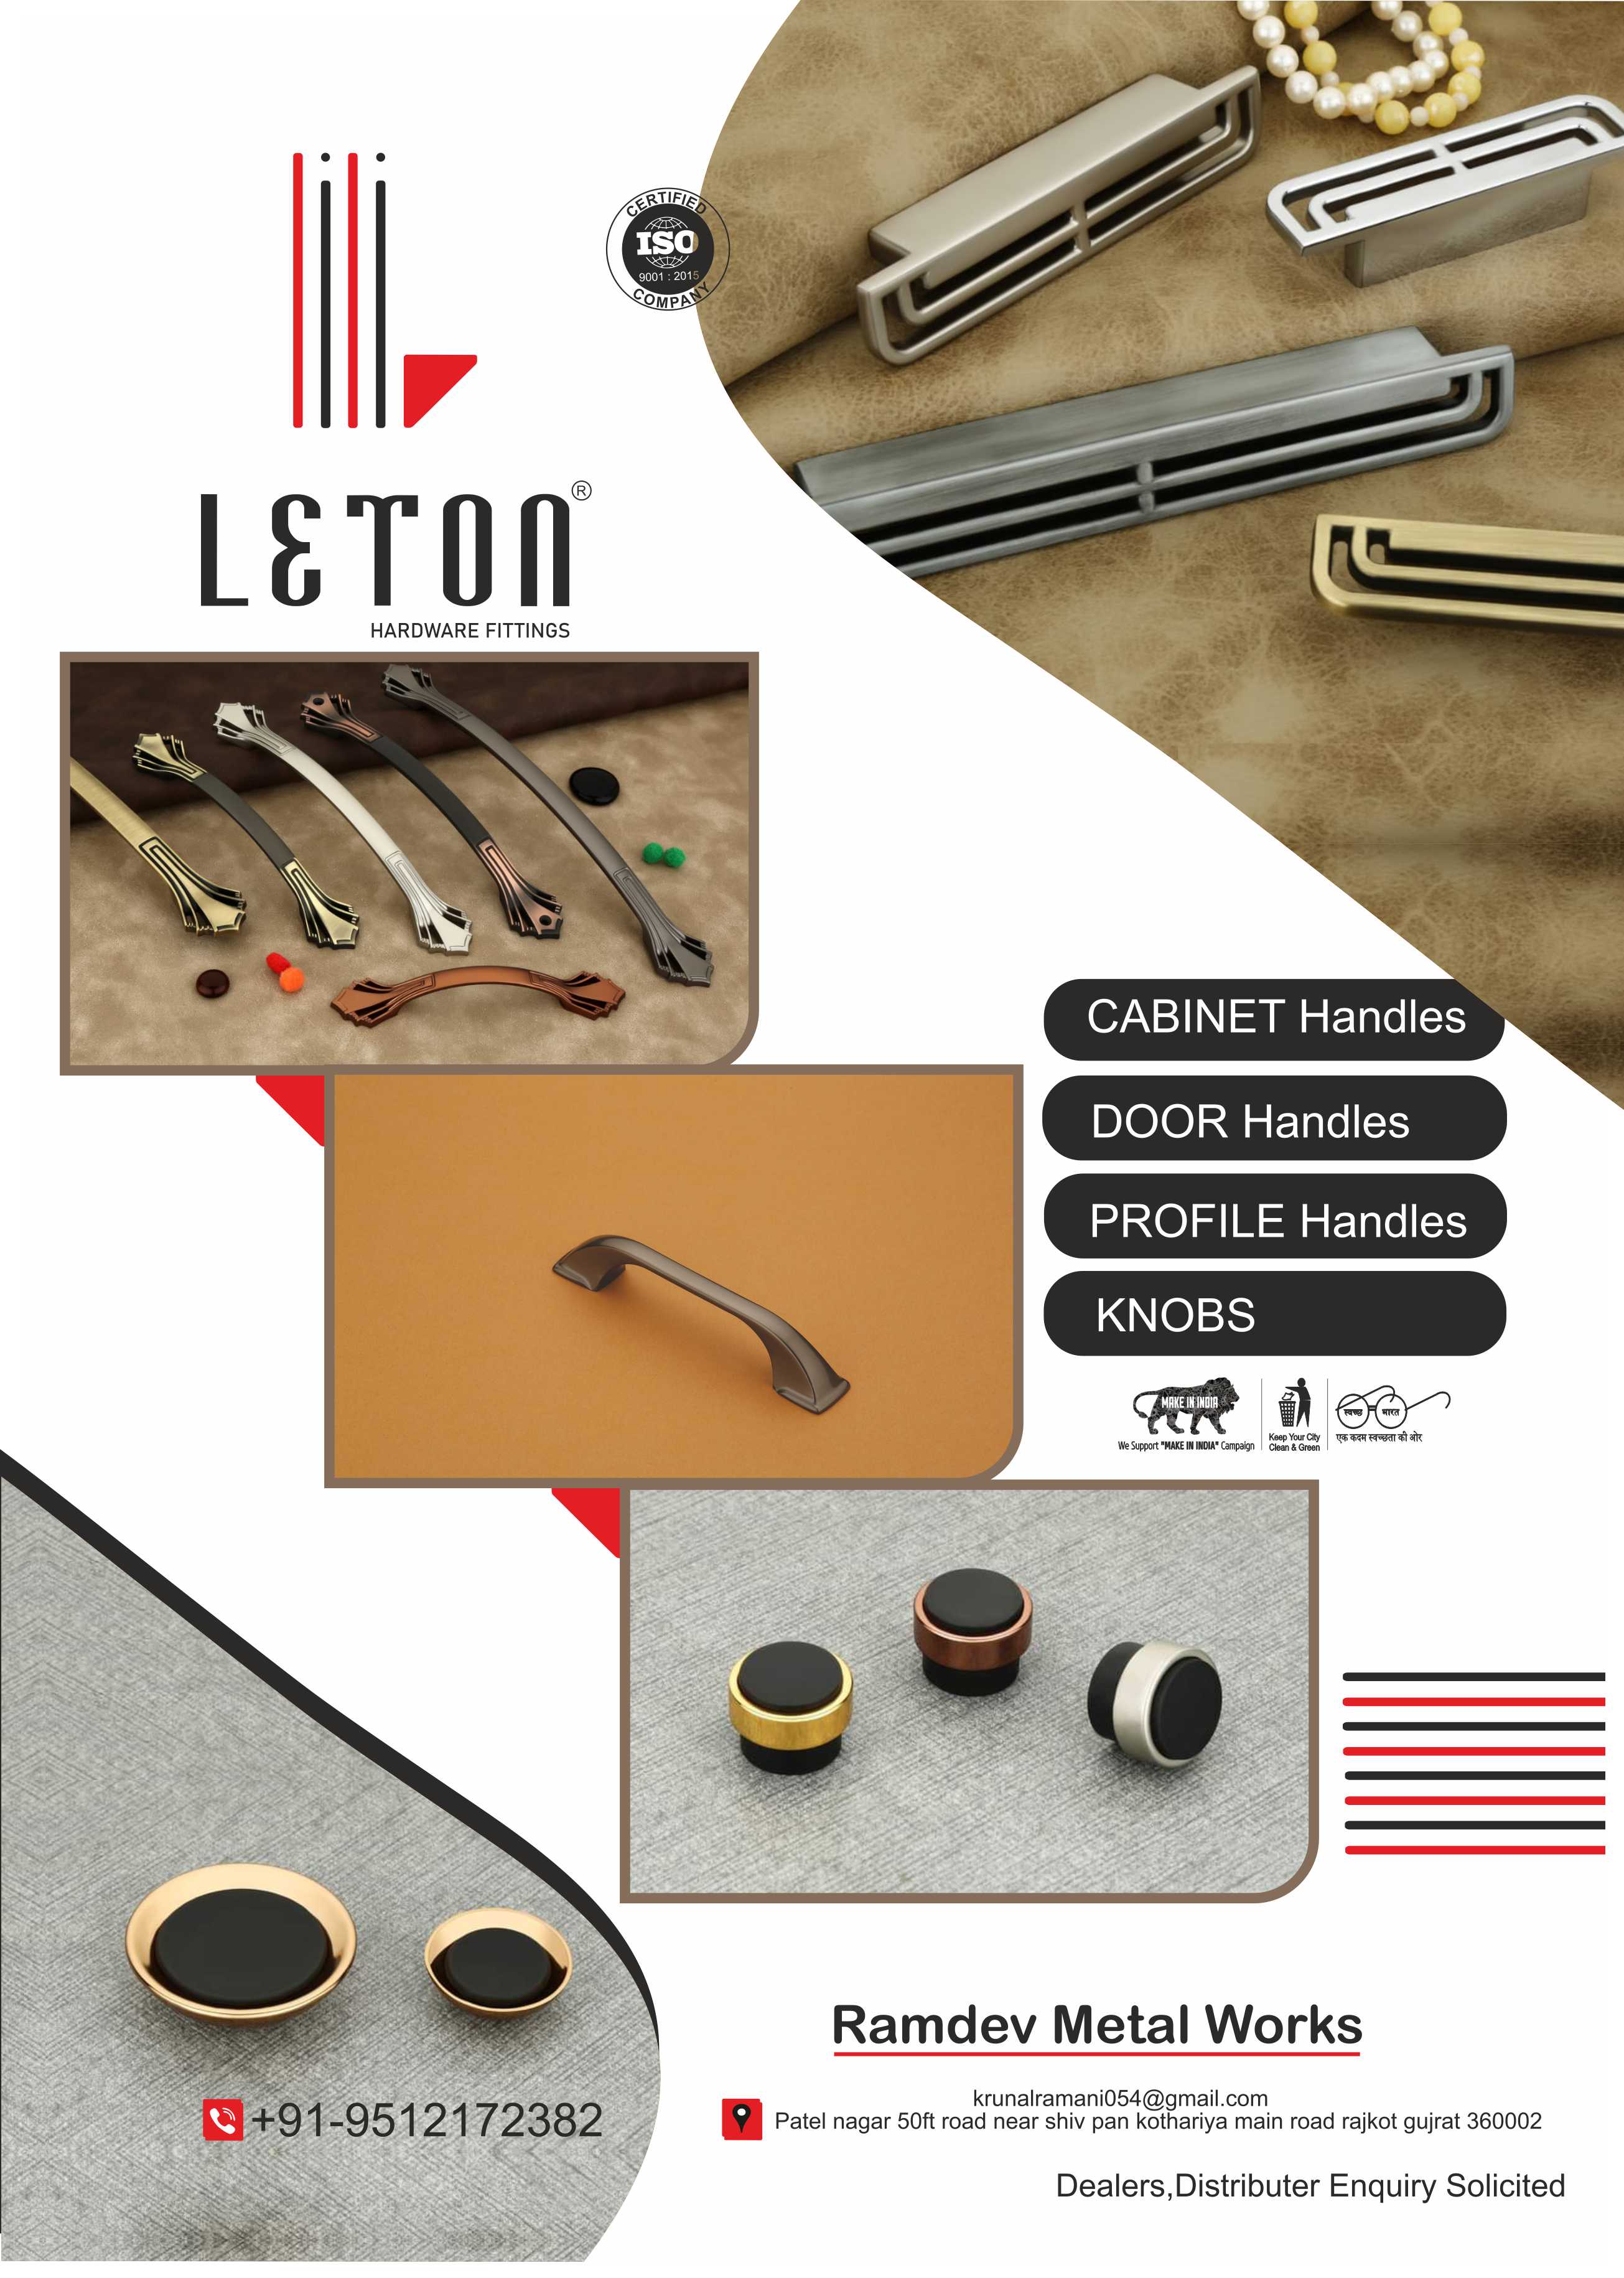 CERTIFIED
ISO
9001 : 2015
COMPANY
LETON®
HARDWARE FITTINGS
CABINET Handles
DOOR Handles
PROFILE Handles
KNOBS
MAKE IN INDIA
We Support "MAKE IN INDIA" Campaign
Keep Your City
Clean & Green
स्वच्छ भारत
एक कदम स्वच्छता की ओर
Ramdev Metal Works
krunalramani054@gmail.com
+91-9512172382
Patel nagar 50ft road near shiv pan kothariya main road rajkot gujrat 360002
Dealers,Distributer Enquiry Solicited